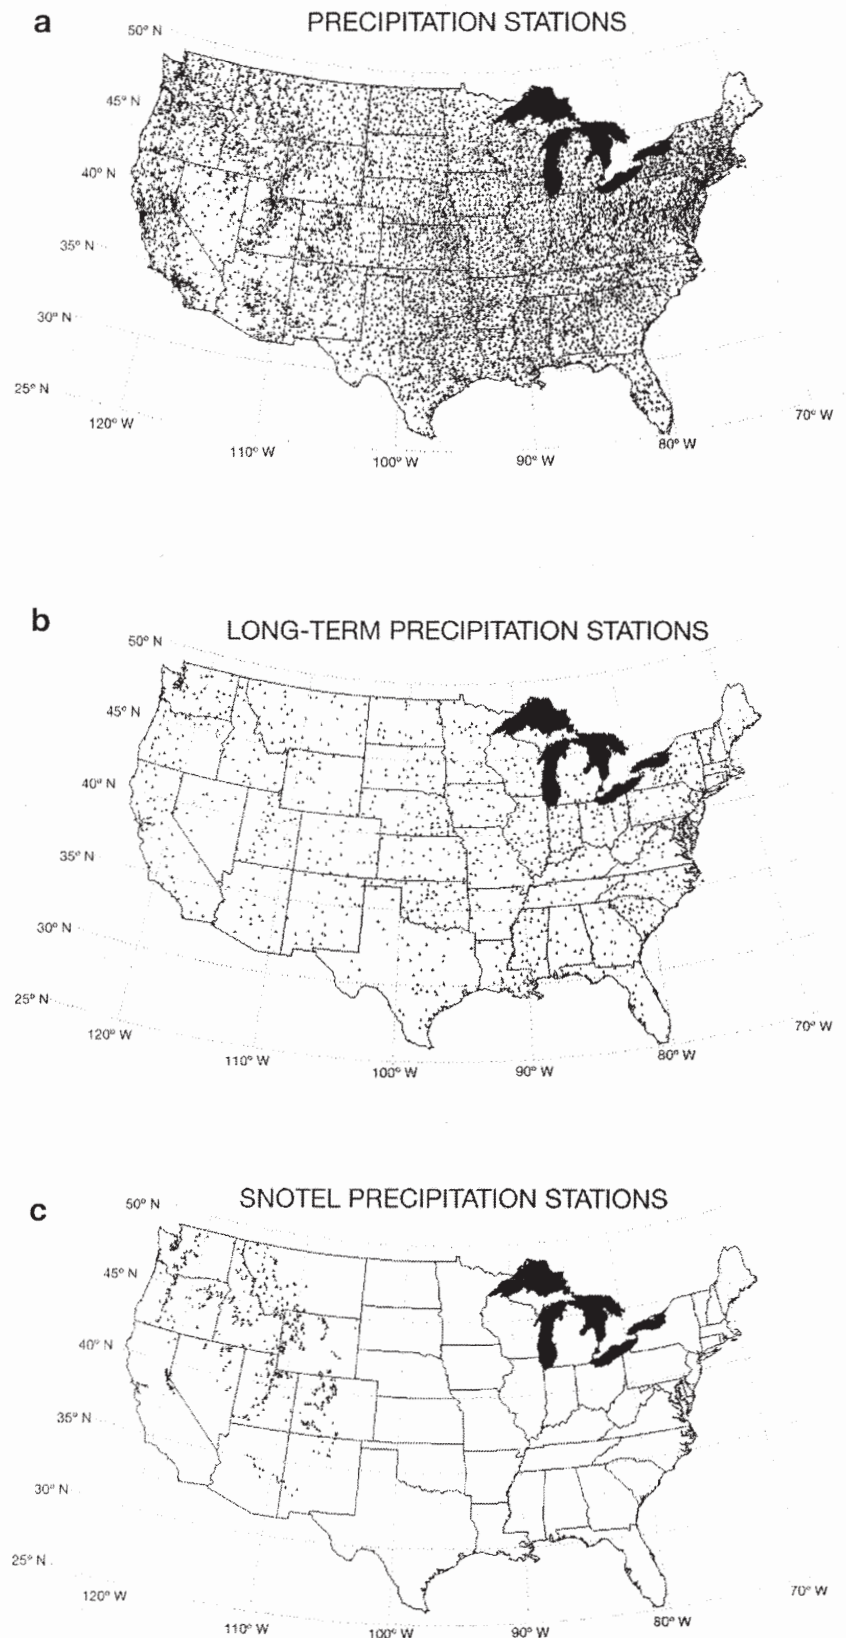 a
PRECIPITATION STATIONS
50° N
45° N
40° N
35° N
30° N
25° N
120° W
110° W
100° W
90° W
80° W
70° W
b
LONG-TERM PRECIPITATION STATIONS
50° N
45° N
40° N
35° N
30° N
25° N
120° W
110° W
100° W
90° W
80° W
70° W
c
SNOTEL PRECIPITATION STATIONS
50° N
45° N
40° N
35° N
30° N
25° N
120° W
110° W
100° W
90° W
80° W
70° W